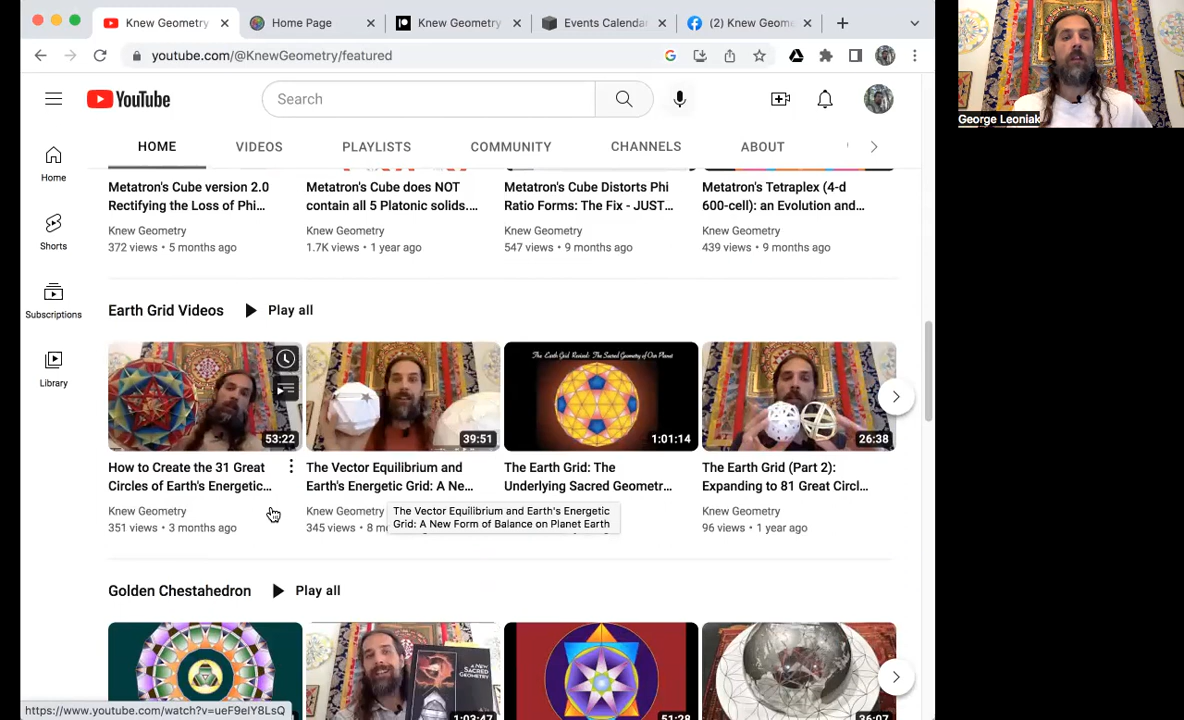 Knew Geometry
Home Page
Knew Geometry
Events Calenda
(2) Knew Geom
youtube.com/@KnewGeometry/featured
George Leoniak
YouTube
Search
HOME
VIDEOS
PLAYLISTS
COMMUNITY
CHANNELS
ABOUT
Home
Shorts
Subscriptions
Library
Metatron's Cube version 2.0
Rectifying the Loss of Phi...
Knew Geometry
372 views • 5 months ago
Metatron's Cube does NOT
contain all 5 Platonic solids....
Knew Geometry
1.7K views • 1 year ago
Metatron's Cube Distorts Phi
Ratio Forms: The Fix - JUST...
Knew Geometry
547 views • 9 months ago
Metatron's Tetraplex (4-d
600-cell): an Evolution and...
Knew Geometry
439 views • 9 months ago
Earth Grid Videos
Play all
53:22
How to Create the 31 Great
Circles of Earth's Energetic...
Knew Geometry
351 views • 3 months ago
39:51
The Vector Equilibrium and
Earth's Energetic Grid: A Ne...
Knew Geometry
345 views • 8 m
The Vector Equilibrium and Earth's Energetic
Grid: A New Form of Balance on Planet Earth
The Earth Grid Revised: The Sacred Geometry of Our Planet
1:01:14
The Earth Grid: The
Underlying Sacred Geometr...
26:38
The Earth Grid (Part 2):
Expanding to 81 Great Circl...
Knew Geometry
96 views • 1 year ago
Golden Chestahedron
Play all
A NEW
SACRED
GEOMETRY
1:03:47
51:28
36:07
https://www.youtube.com/watch?v=ueF9eIY8LsQ